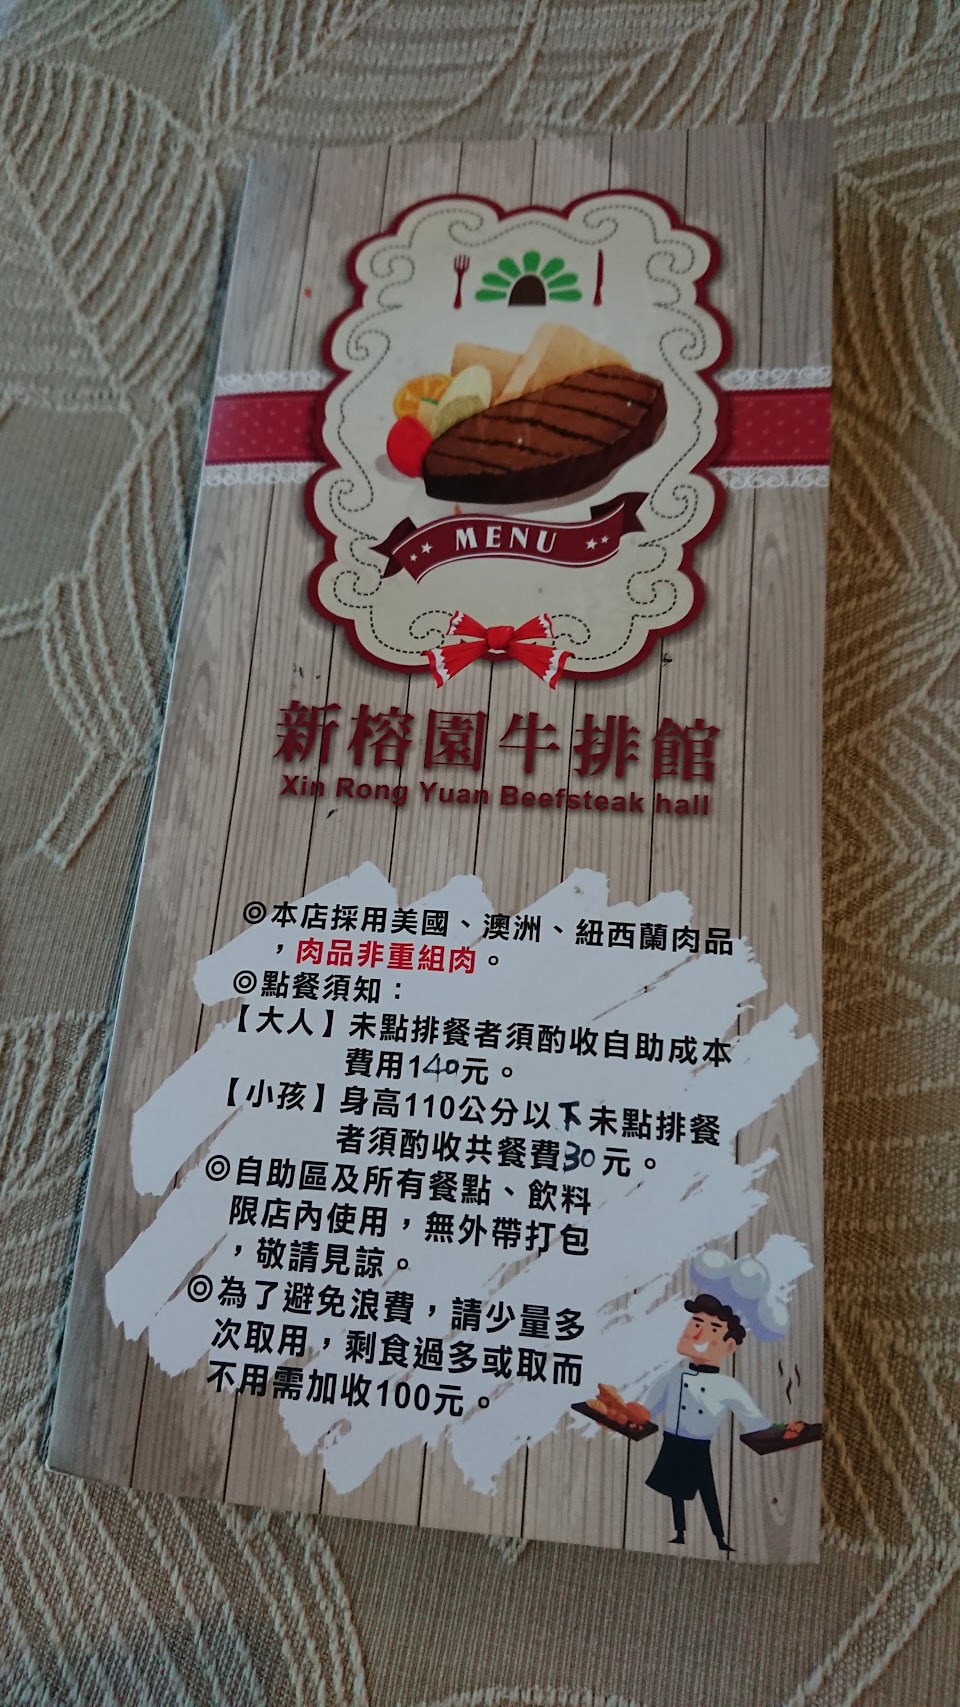 MENU
新榕園牛排館
Xin Rong Yuan Beefsteak hall
◎本店採用美國、澳洲、紐西蘭肉品
，肉品非重組肉。
◎點餐須知：
【大人】未點排餐者須酌收自助成本
費用140元。
【小孩】身高110公分以下未點排餐
者須酌收共餐費30元。
◎自助區及所有餐點、飲料
限店內使用，無外帶打包
，敬請見諒。
◎為了避免浪費，請少量多
次取用，剩食過多或取而
不用需加收100元。